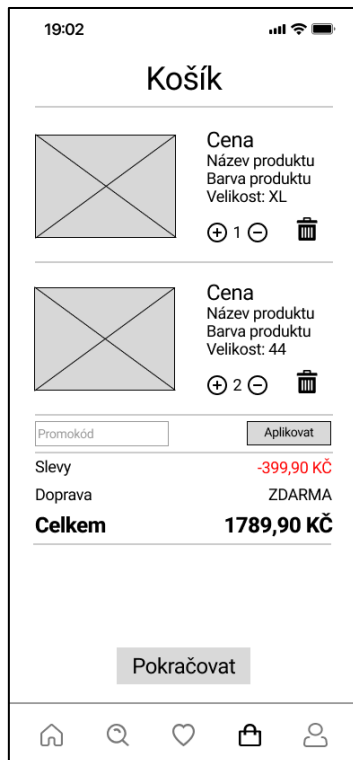 19:02
Košík
Cena
Název produktu
Barva produktu
Velikost: XL
1
Cena
Název produktu
Barva produktu
Velikost: 44
2
Promokód
Aplikovat
Slevy -399,90 KČ
Doprava ZDARMA
Celkem 1789,90 KČ
Pokračovat